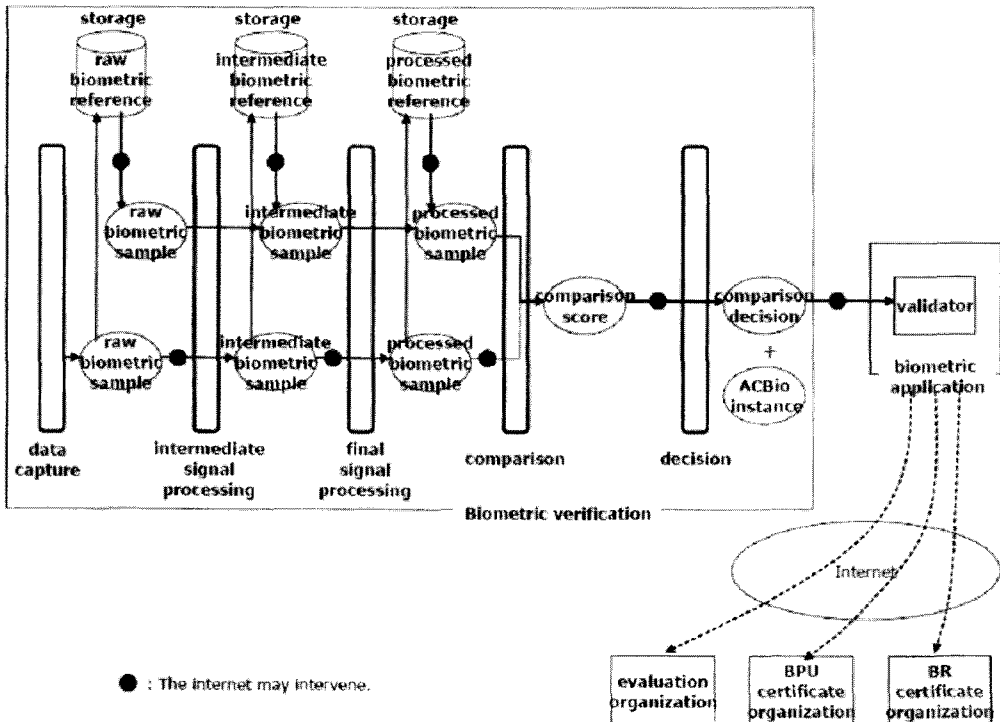 storage
storage
storage
raw
biometric
reference
intermediate
biometric
reference
processed
biometric
reference
raw
biometric
sample
intermediate
biometric
sample
processed
biometric
sample
comparison
score
comparison
decision
validator
raw
biometric
sample
intermediate
biometric
sample
processed
biometric
sample
+
ACBio
instance
biometric
application
data
capture
intermediate
signal
processing
final
signal
processing
comparison
decision
Biometric verification
Internet
● : The internet may intervene.
evaluation
organization
BPU
certificate
organization
BR
certificate
organization